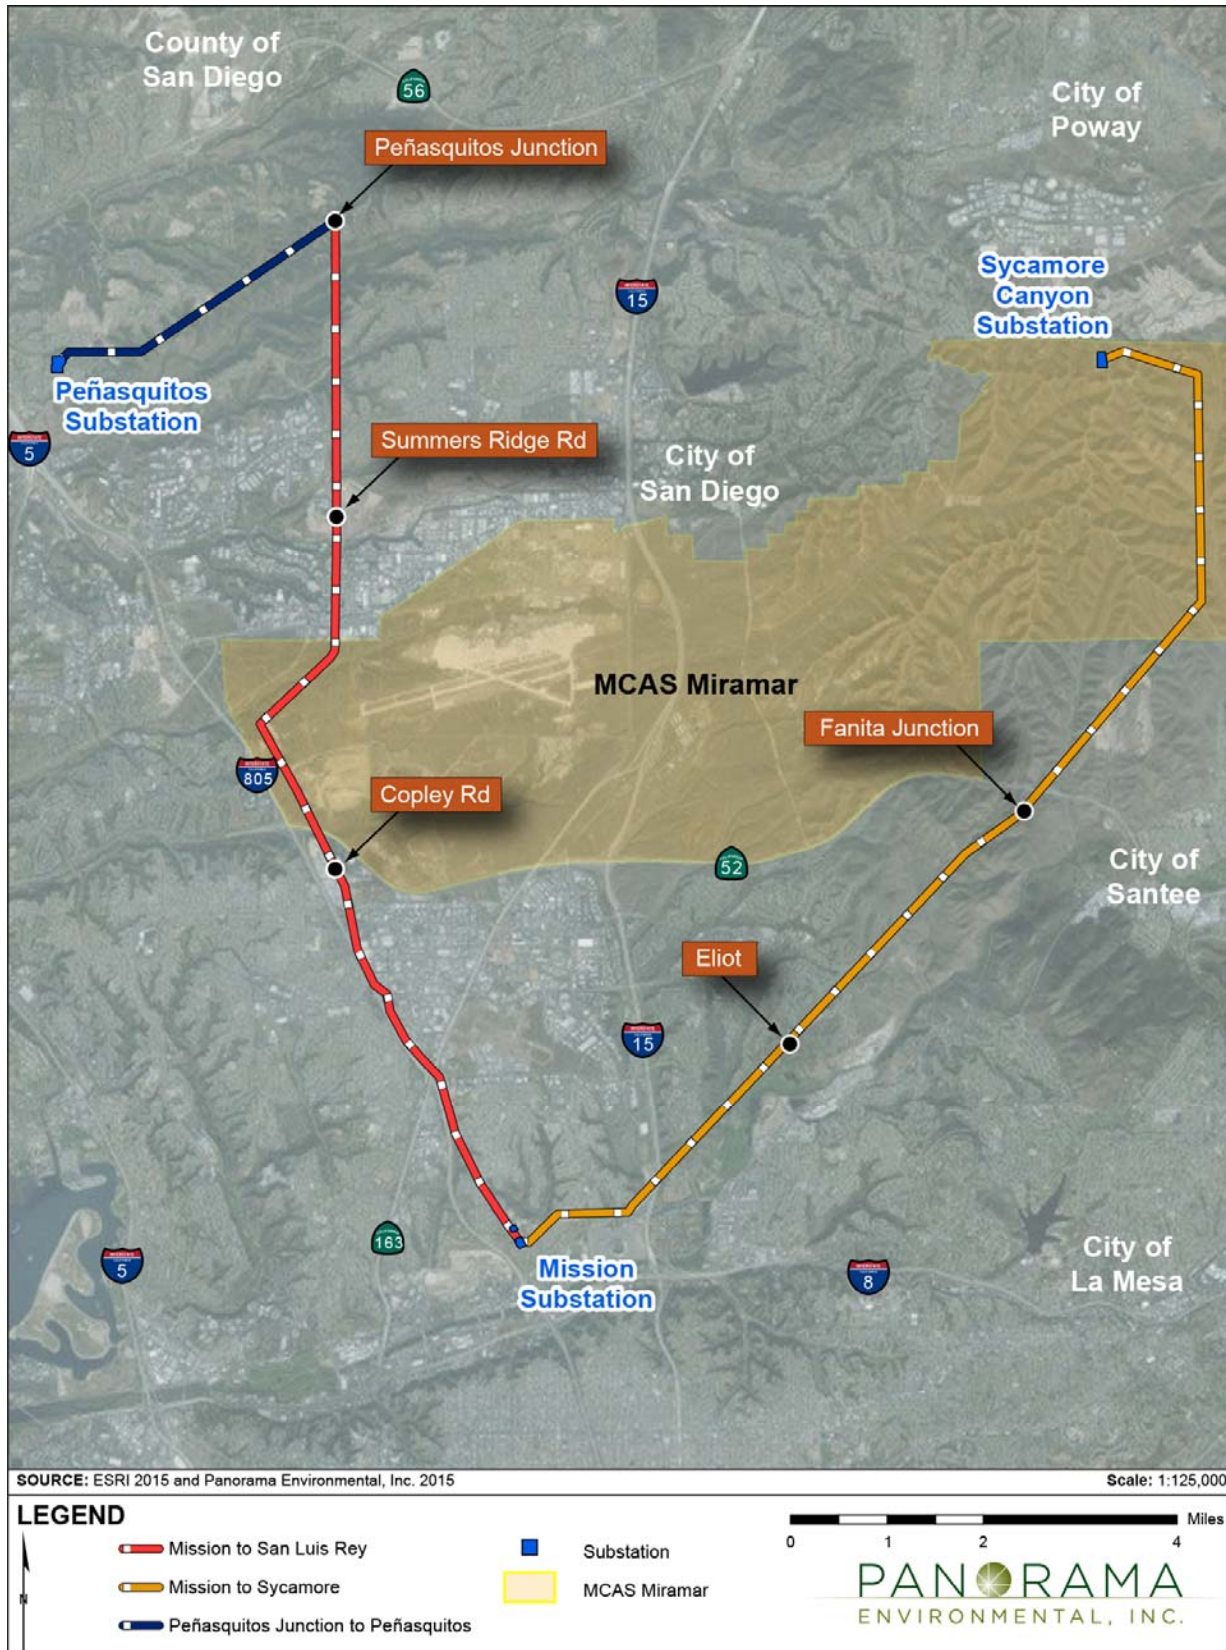 County of
San Diego
56
City of
Poway
Peñasquitos Junction
Sycamore
Canyon
Substation
15
Peñasquitos
Substation
5
Summers Ridge Rd
City of
San Diego
MCAS Miramar
Fanita Junction
805
Copley Rd
52
City of
Santee
Eliot
15
163
5
Mission
Substation
8
City of
La Mesa
SOURCE: ESRI 2015 and Panorama Environmental, Inc. 2015
Scale: 1:125,000
LEGEND
Mission to San Luis Rey
Mission to Sycamore
Peñasquitos Junction to Peñasquitos
Substation
MCAS Miramar
Miles
0 1 2 4
N
PANORAMA
ENVIRONMENTAL, INC.